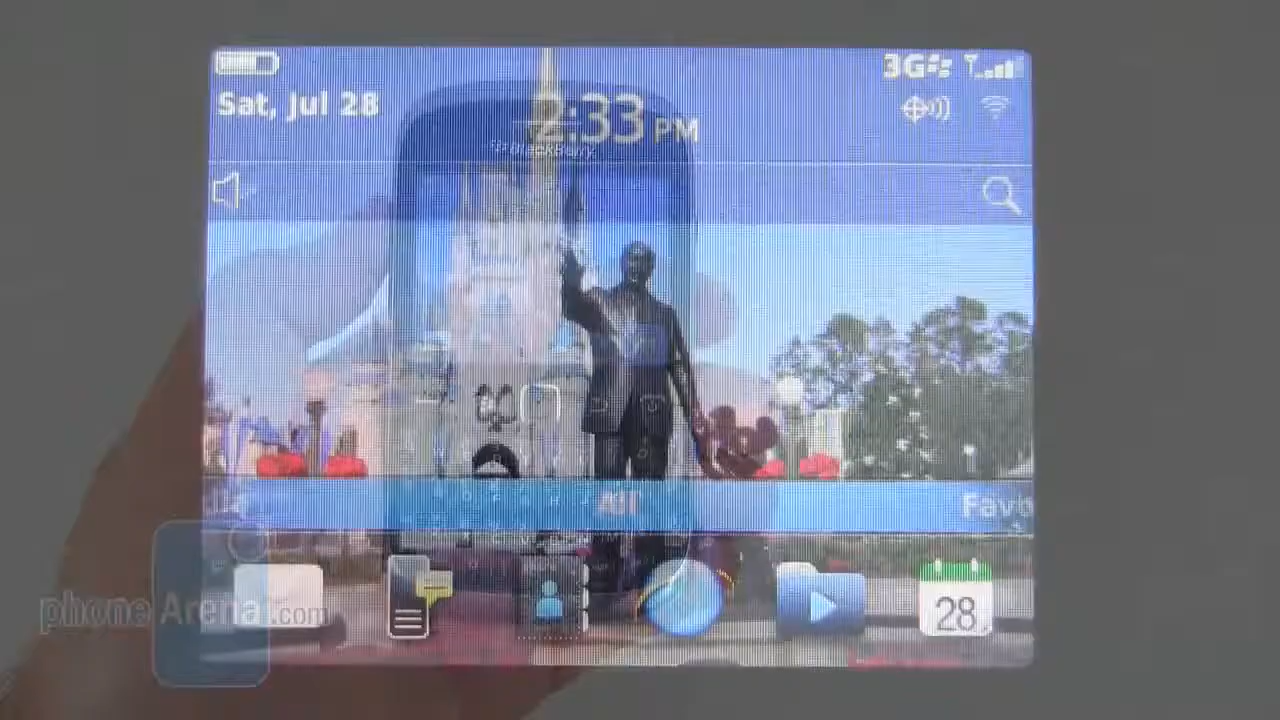 3G
Sat, Jul 28
2:33 PM
BlackBerry
All
Favo
28
phoneArena.com